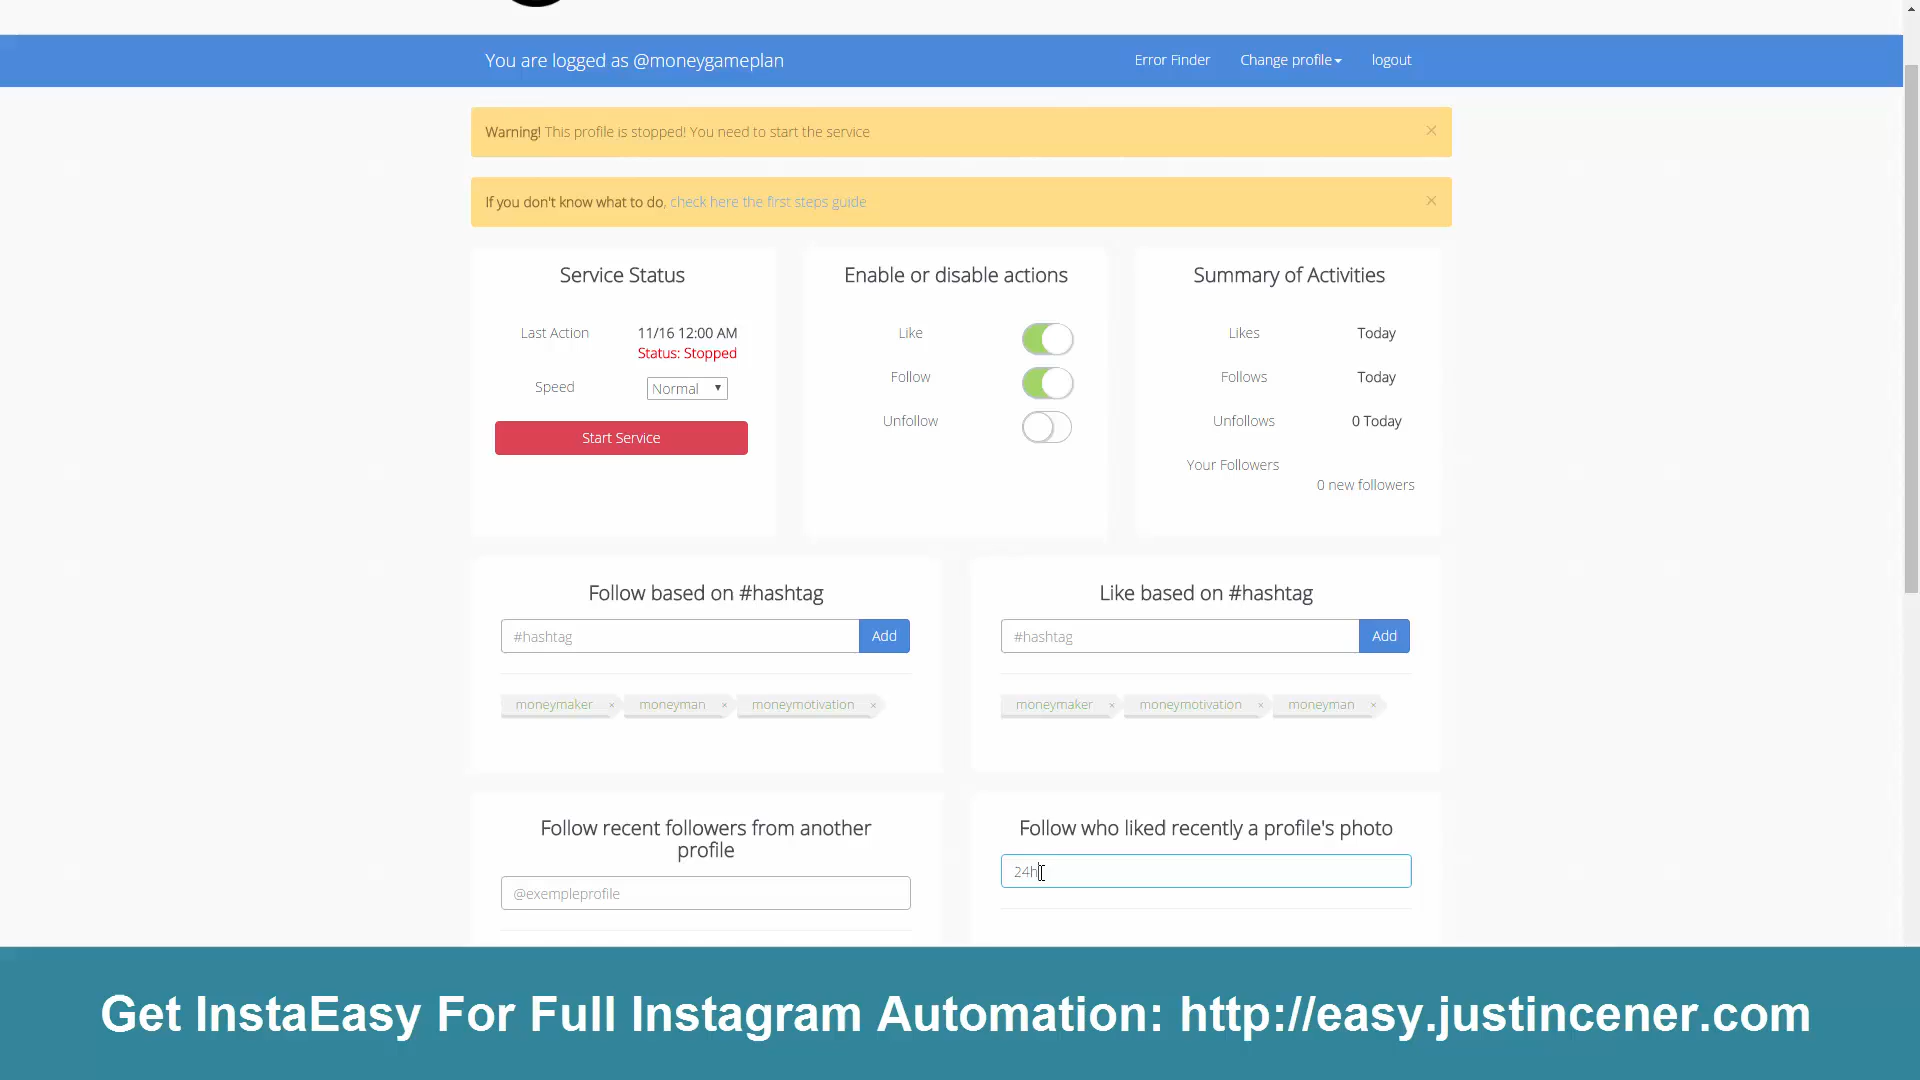 You are logged as @moneygameplan
Error Finder
Change profile
logout
Warning! This profile is stopped! You need to start the service
×
If you don't know what to do, check here the first steps guide
×
Service Status
Last Action
11/16 12:00 AM
Status: Stopped
Speed
Normal
Start Service
Enable or disable actions
Like
Follow
Unfollow
Summary of Activities
Likes
Today
Follows
Today
Unfollows
0 Today
Your Followers
0 new followers
Follow based on #hashtag
#hashtag
Add
moneymaker × moneyman × moneymotivation ×
Like based on #hashtag
#hashtag
Add
moneymaker × moneymotivation × moneyman ×
Follow recent followers from another
profile
@exempleprofile
Follow who liked recently a profile's photo
24h
Get InstaEasy For Full Instagram Automation: http://easy.justincener.com